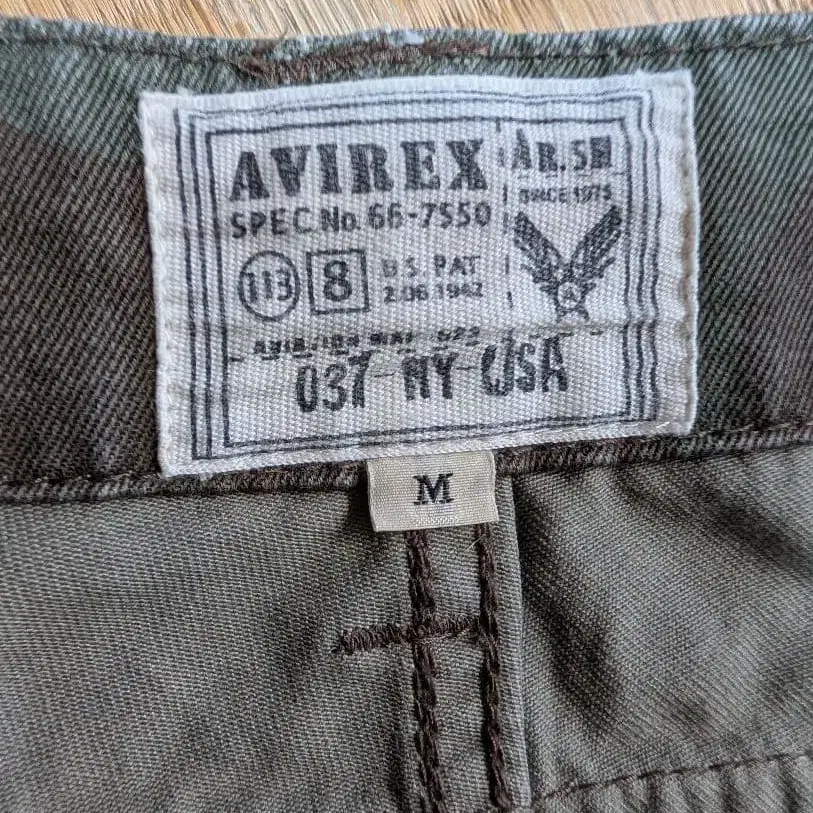 AVIREX
SPEC.No. 66-7550
113 8
U.S. PAT
2.06.1942
AR.SH
SINCE 1975
037-NY-USA
M